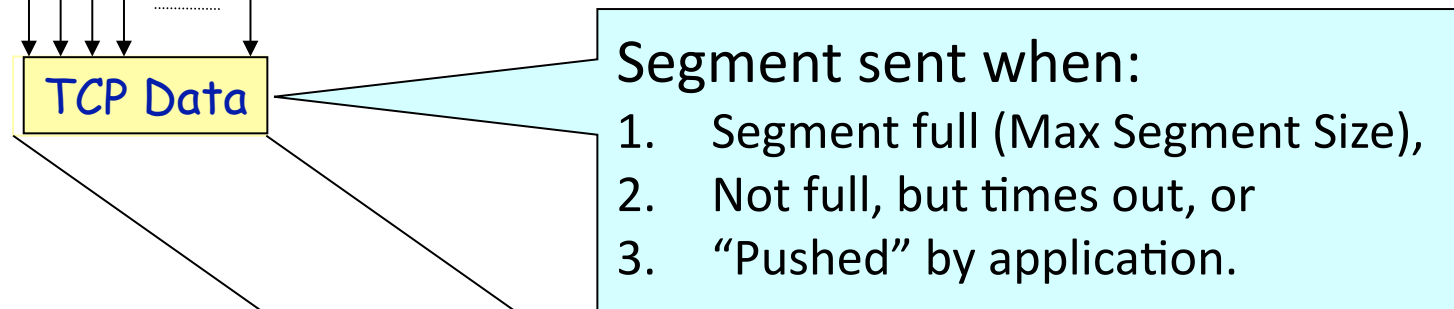 TCP Data
Segment sent when:
1. Segment full (Max Segment Size),
2. Not full, but times out, or
3. “Pushed” by application.